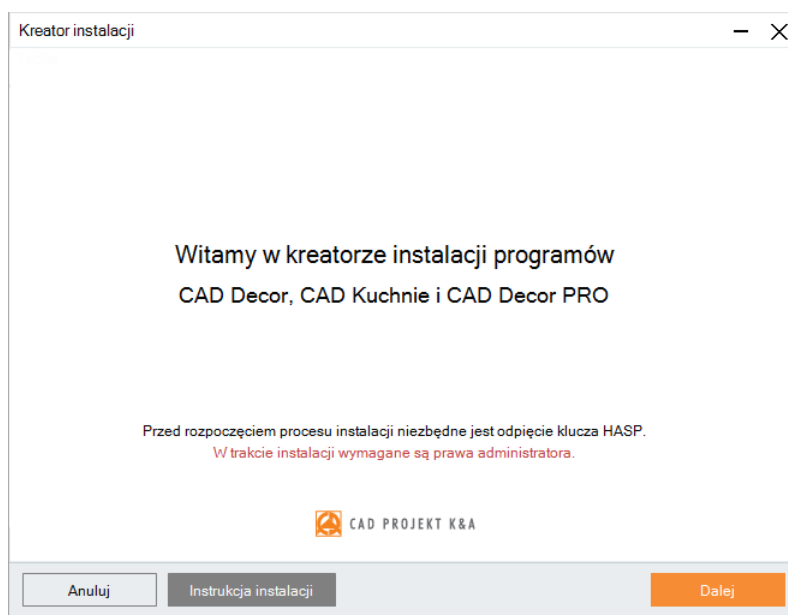 Kreator instalacji
Witamy w kreatorze instalacji programów
CAD Decor, CAD Kuchnie i CAD Decor PRO
Przed rozpoczęciem procesu instalacji niezbędne jest odpięcie klucza HASP.
W trakcie instalacji wymagane są prawa administratora.
CAD PROJEKT K&A
Anuluj
Instrukcja instalacji
Dalej